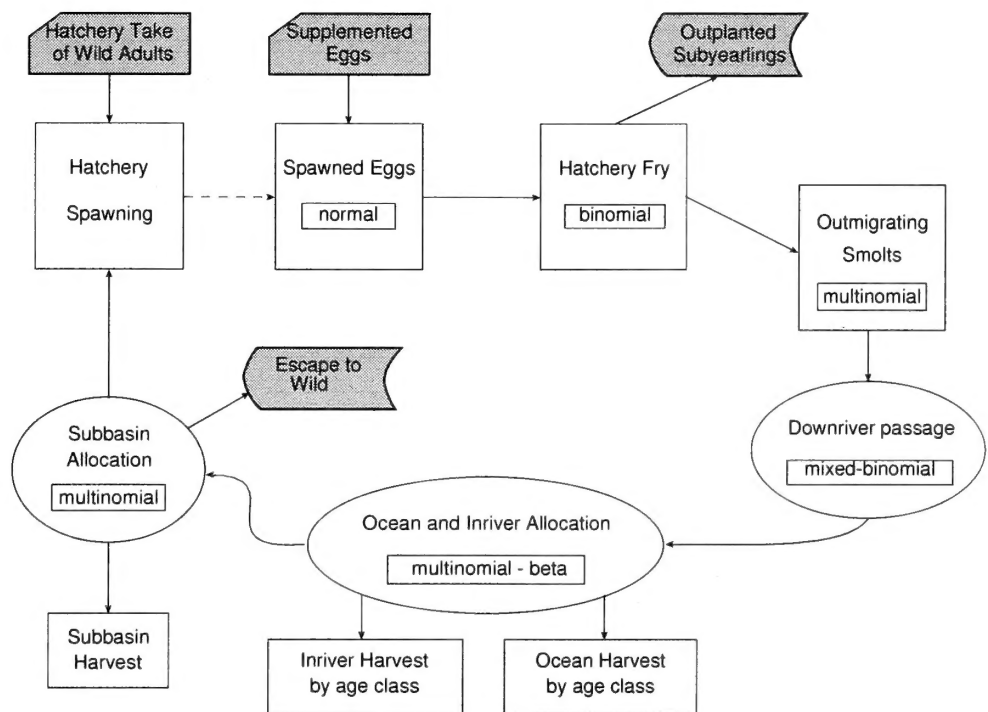 Hatchery Take
of Wild Adults
Supplemented
Eggs
Outplanted
Subyearlings
Hatchery
Spawning
Spawned Eggs
normal
Hatchery Fry
binomial
Outmigrating
Smolts
multinomial
Escape to
Wild
Subbasin
Allocation
multinomial
Downriver passage
mixed-binomial
Ocean and Inriver Allocation
multinomial - beta
Subbasin
Harvest
Inriver Harvest
by age class
Ocean Harvest
by age class